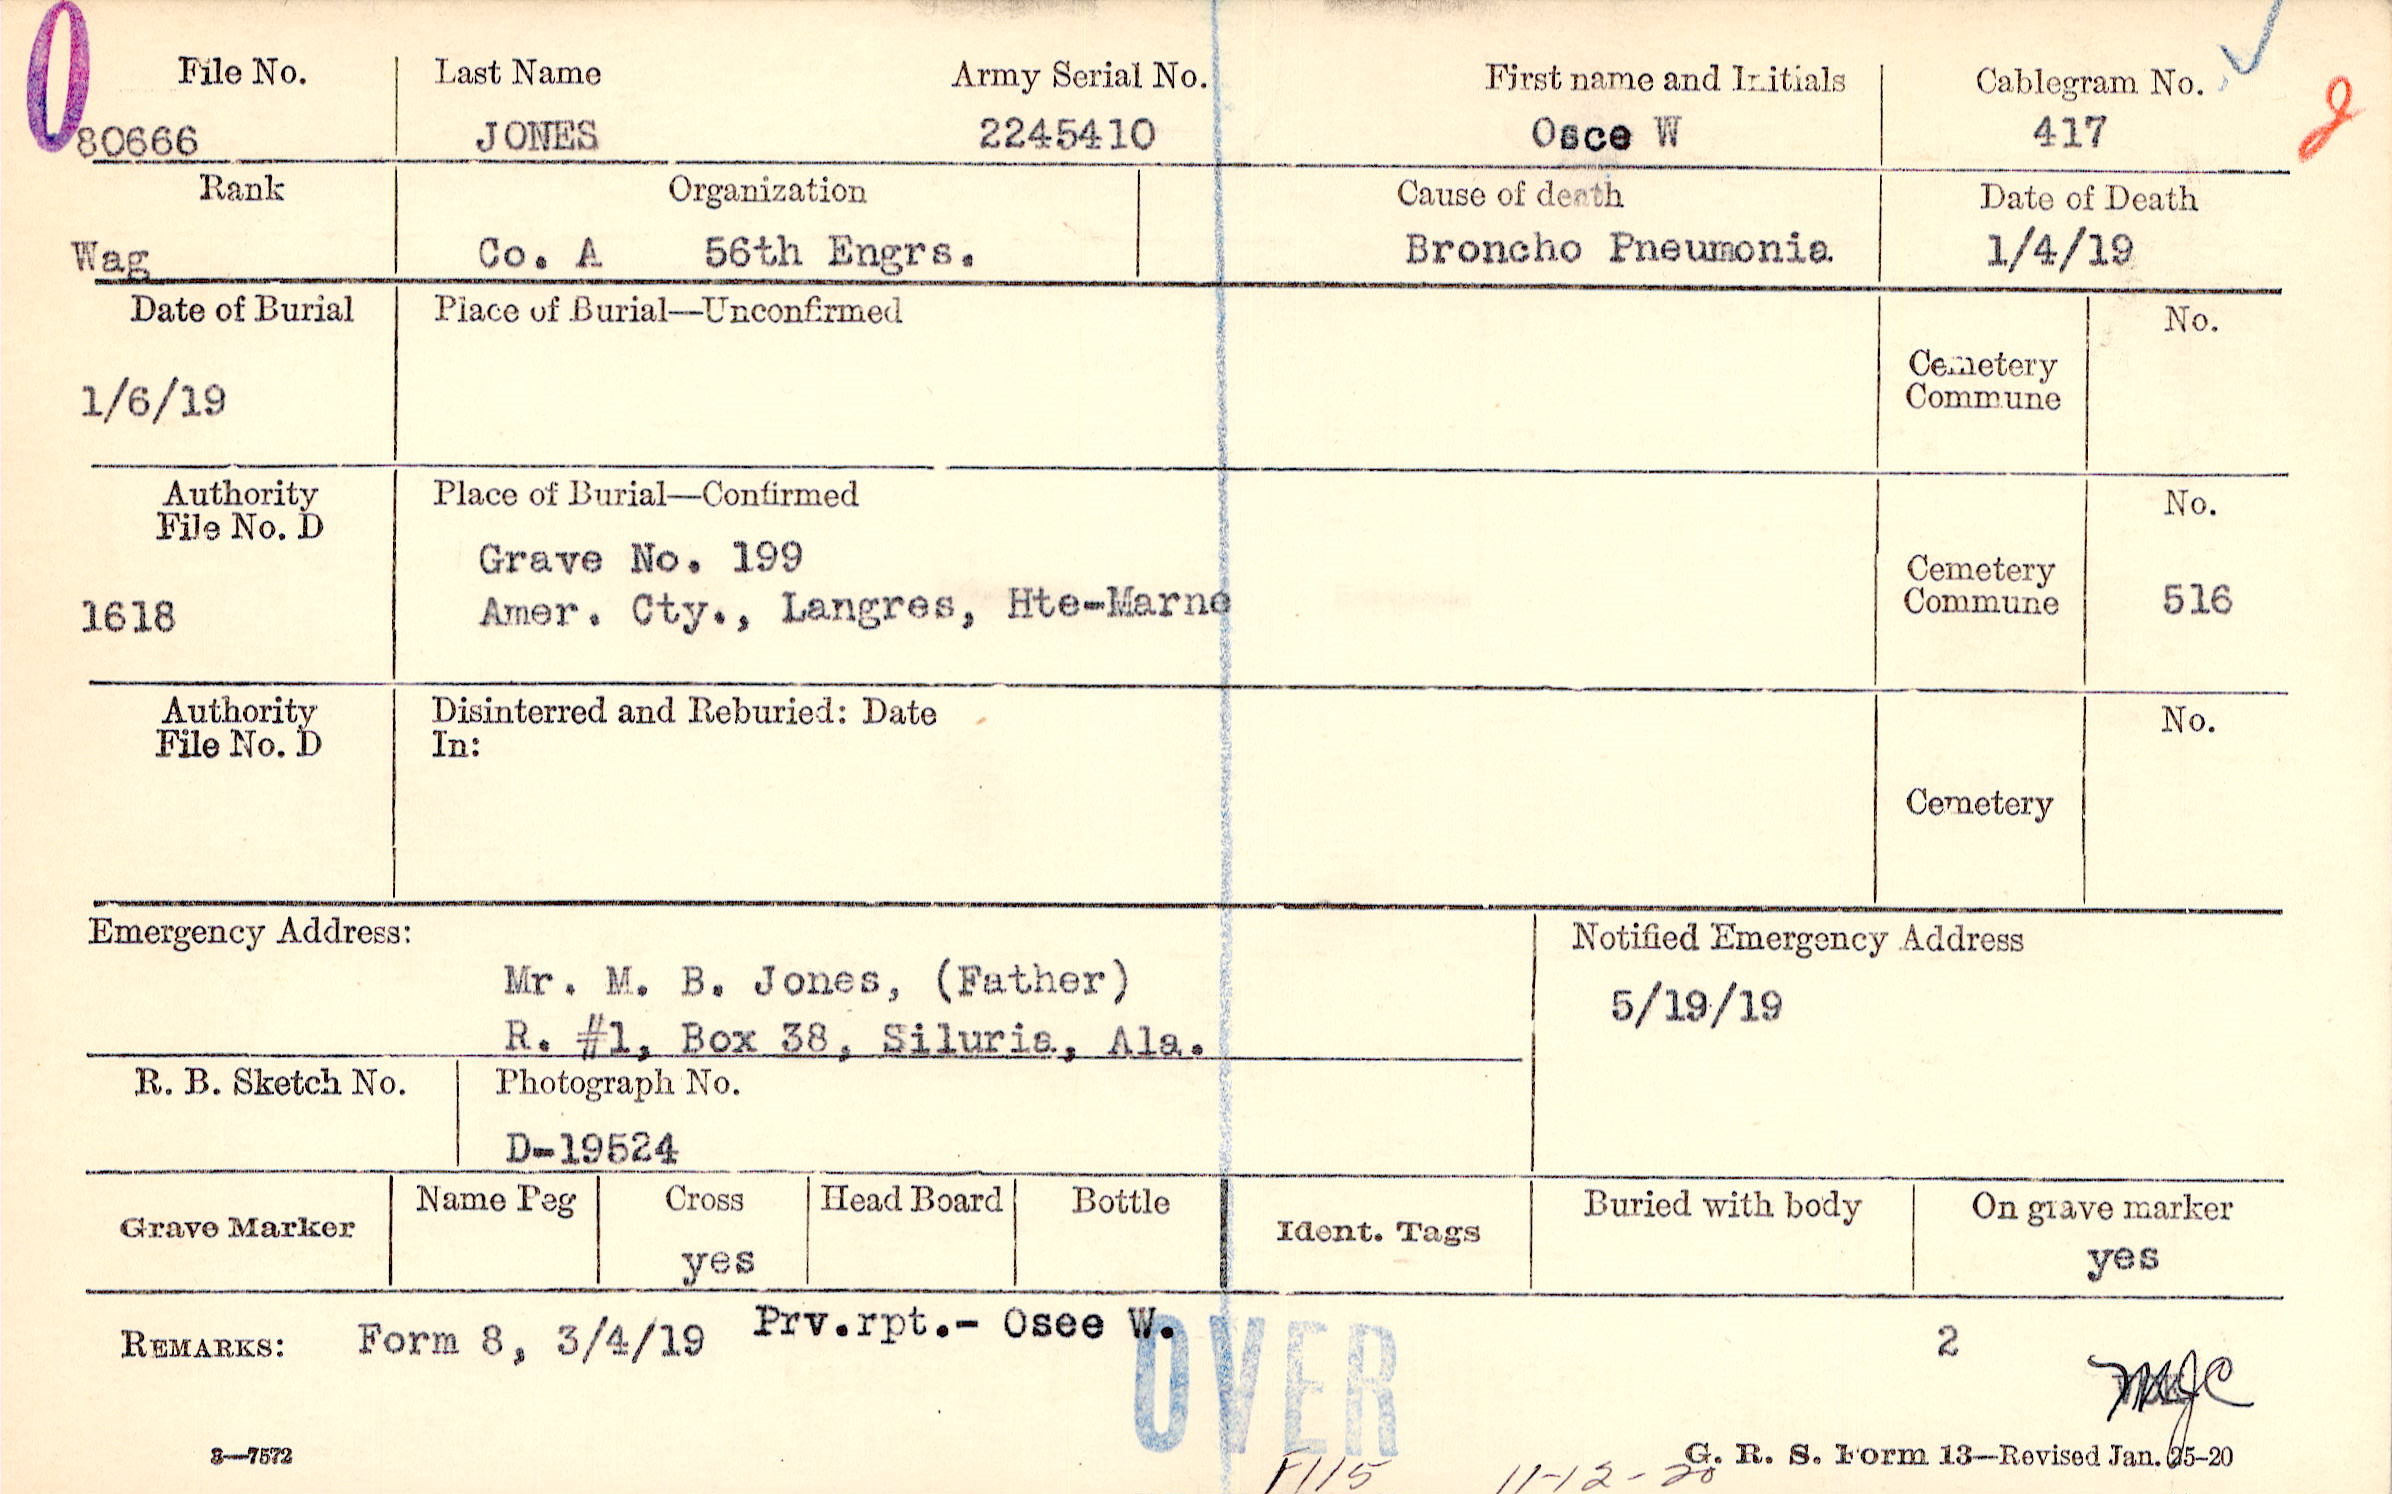 File No. Last Name Army Serial No. First name and Initials Cablegram No.
80666 JONES 2245410 Osce W 417
Rank Organization Cause of death Date of Death
Wag Co. A 56th Engrs. Broncho Pneumonia 1/4/19
Date of Burial Place of Burial—Unconfirmed No.
Cemetery
Commune
1/6/19
Authority Place of Burial—Confirmed No.
File No. D
Grave No. 199
Cemetery
1618 Amer. Cty., Langres, Hte-Marne Commune 516
Authority Disinterred and Reburied: Date No.
File No. D In:
Cemetery
Emergency Address: Notified Emergency Address
Mr. M. B. Jones, (Father) 5/19/19
R. #1, Box 38, Siluria, Ala.
R. B. Sketch No. Photograph No.
D-19524
Grave Marker Name Peg Cross Head Board Bottle Ident. Tags Buried with body On grave marker
yes yes
REMARKS: Form 8, 3/4/19 Prv.rpt.- Osee W. 2
OVER
MJC
3—7572 G. R. S. Form 13—Revised Jan. 25-20
11-12-20